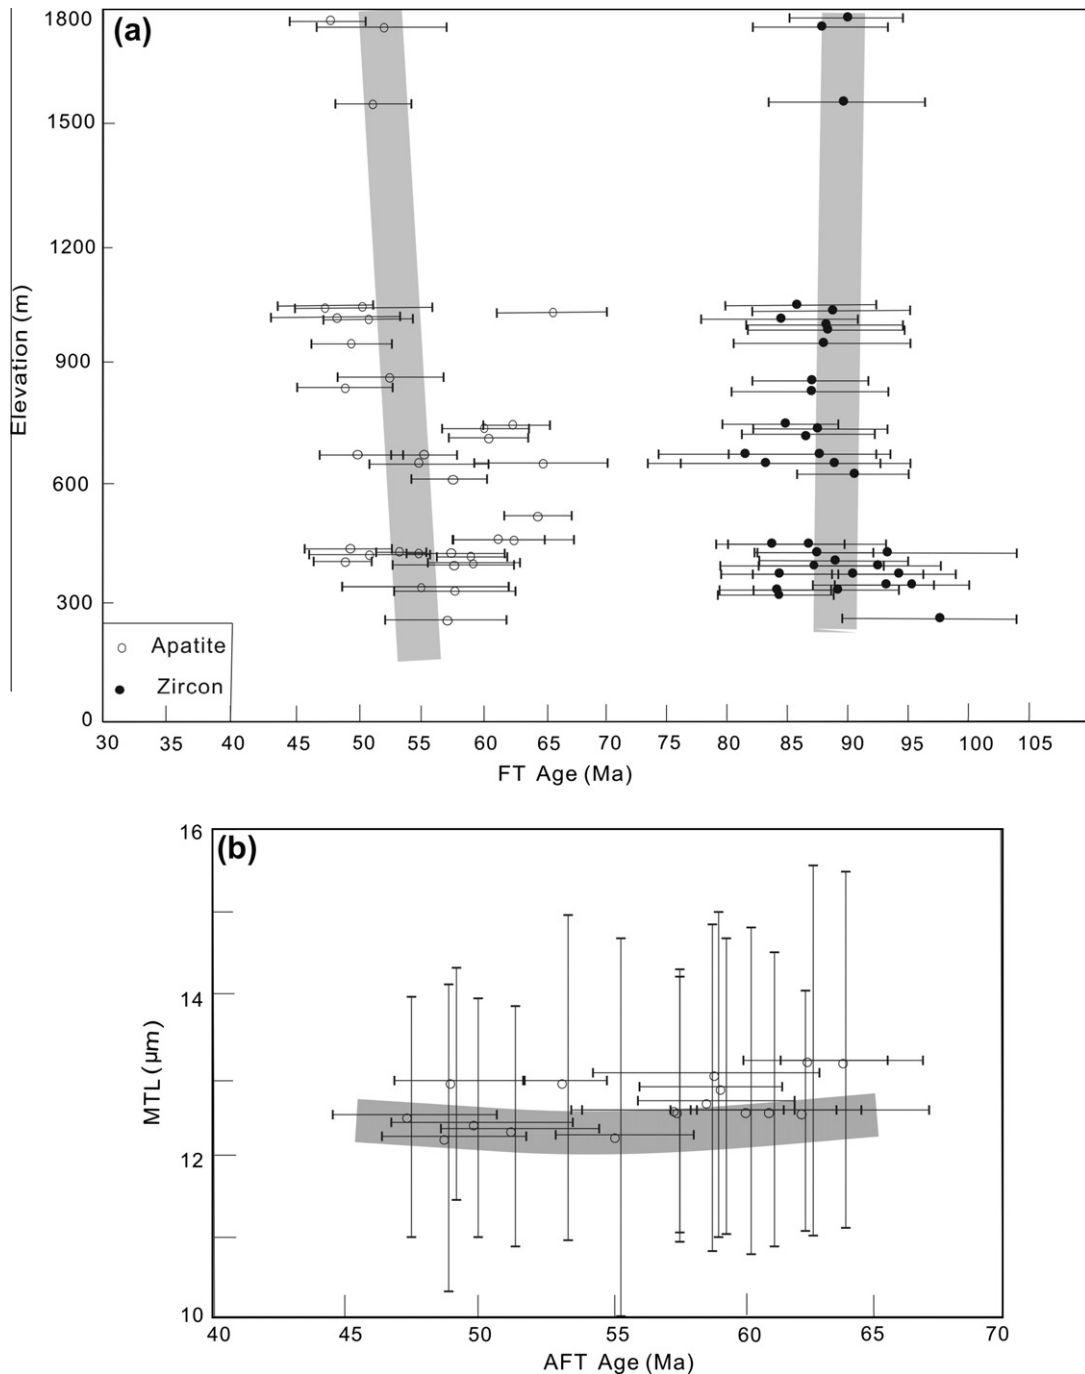 (a)
1800
1500
1200
900
600
300
0
Elevation (m)
Apatite
Zircon
30 35 40 45 50 55 60 65 70 75 80 85 90 95 100 105
FT Age (Ma)
(b)
16
14
12
10
MTL (µm)
40 45 50 55 60 65 70
AFT Age (Ma)